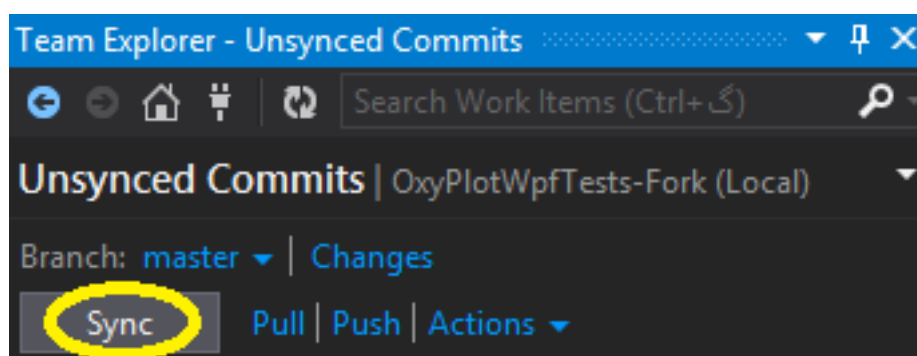 Team Explorer - Unsynced Commits
Search Work Items (Ctrl+گ)
Unsynced Commits | OxyPlotWpfTests-Fork (Local)
Branch: master | Changes
Sync Pull | Push | Actions